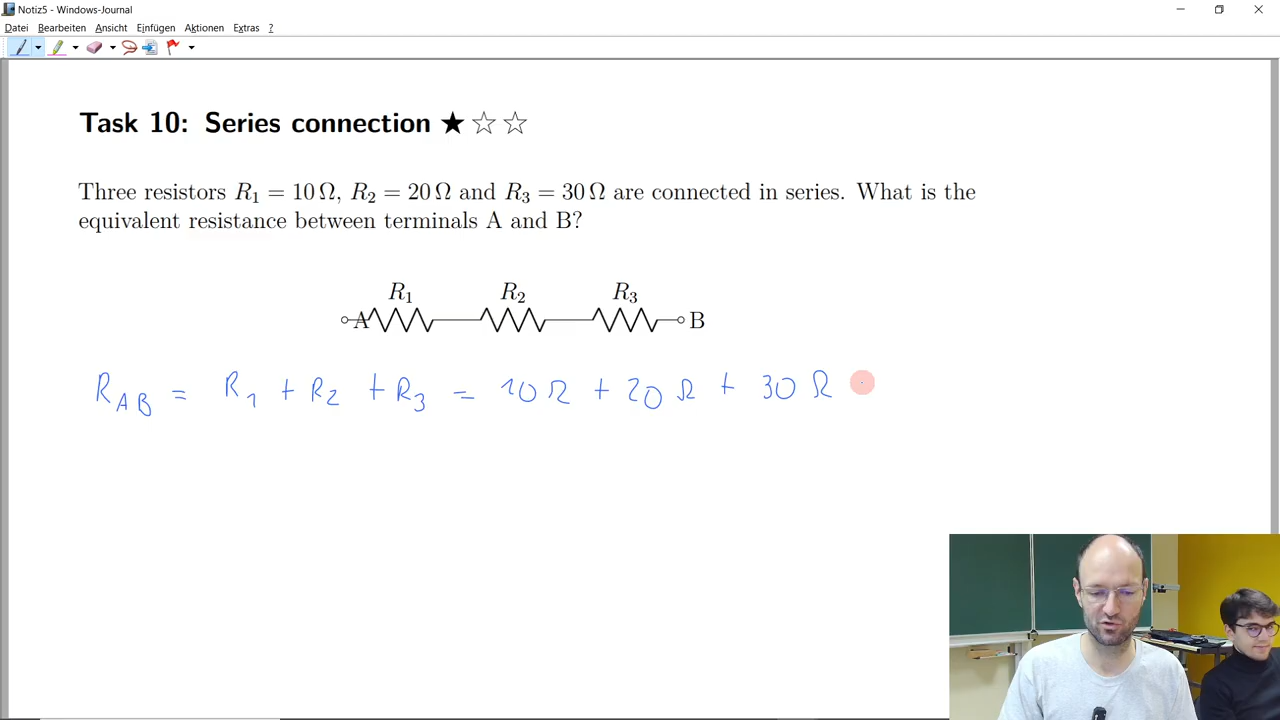 Notiz5 - Windows-Journal
Datei Bearbeiten Ansicht Einfügen Aktionen Extras ?
Task 10: Series connection ★☆☆
Three resistors R₁ = 10 Ω, R₂ = 20 Ω and R₃ = 30 Ω are connected in series. What is the
equivalent resistance between terminals A and B?
R₁ R₂ R₃
A B
R_AB = R₁ + R₂ + R₃ = 10 Ω + 20 Ω + 30 Ω